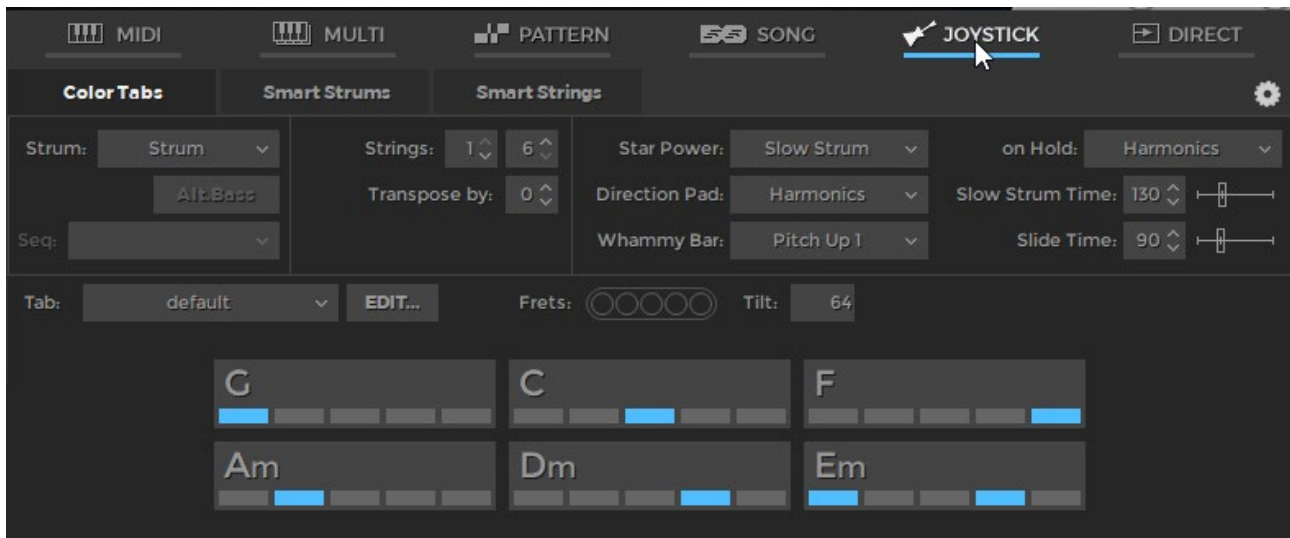 MIDI MULTI PATTERN SONG JOYSTICK DIRECT
Color Tabs Smart Strums Smart Strings
Strum: Strum Strings: 1 6 Star Power: Slow Strum on Hold: Harmonics
Alt.Bass Transpose by: 0 Direction Pad: Harmonics Slow Strum Time: 130
Seq: Whammy Bar: Pitch Up 1 Slide Time: 90
Tab: default EDIT... Frets: Tilt: 64
G C F
Am Dm Em